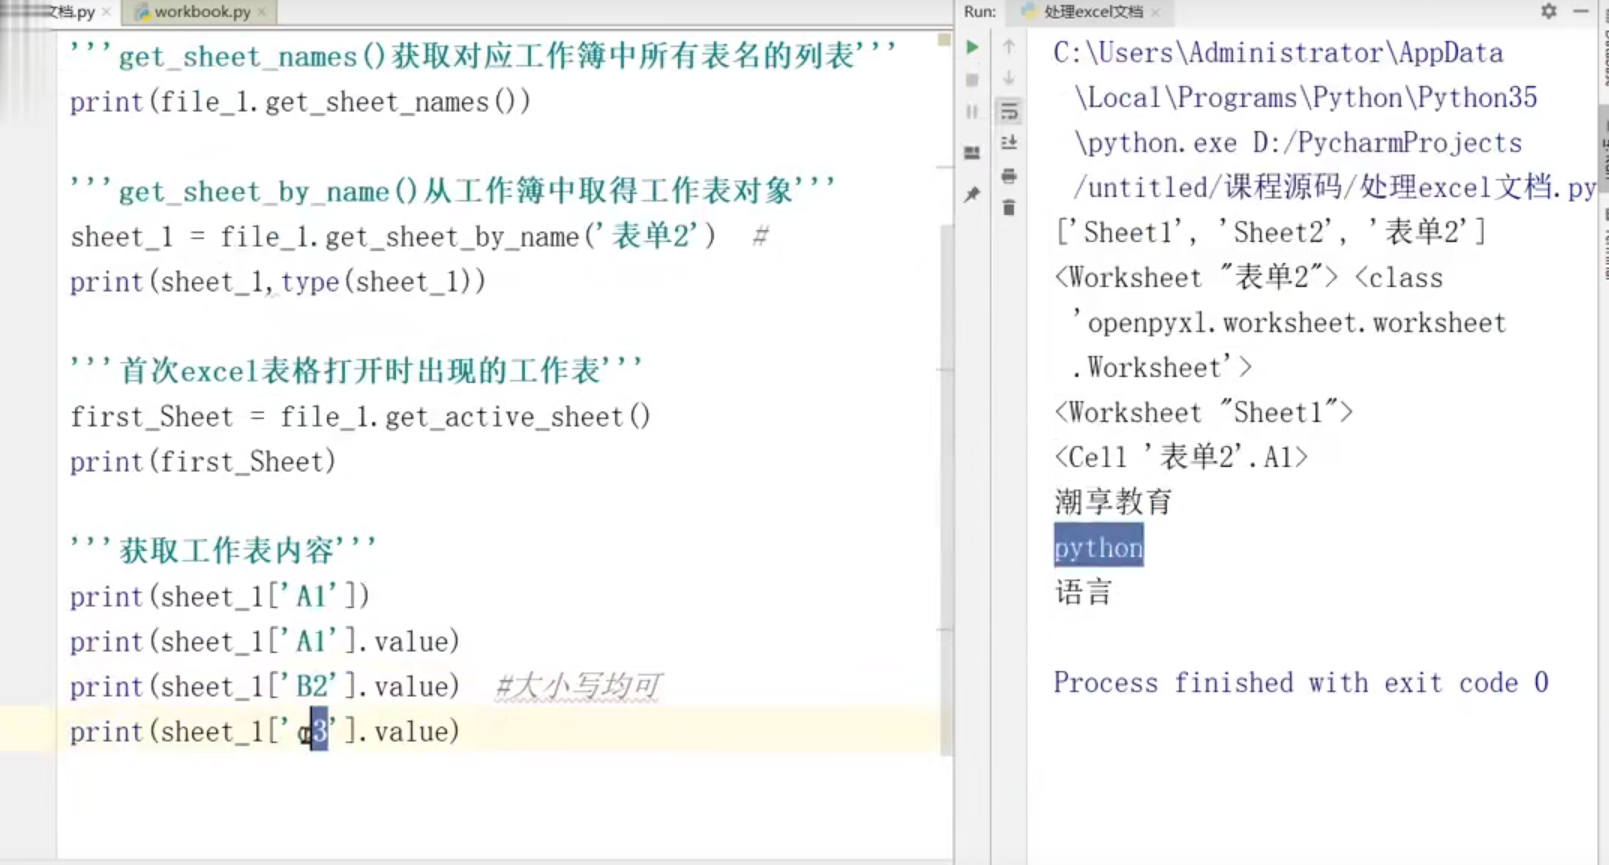 文档.py × workbook.py ×
'''get_sheet_names()获取对应工作簿中所有表名的列表'''
print(file_1.get_sheet_names())
'''get_sheet_by_name()从工作簿中取得工作表对象'''
sheet_1 = file_1.get_sheet_by_name('表单2') #
print(sheet_1,type(sheet_1))
'''首次excel表格打开时出现的工作表'''
first_Sheet = file_1.get_active_sheet()
print(first_Sheet)
'''获取工作表内容'''
print(sheet_1['A1'])
print(sheet_1['A1'].value)
print(sheet_1['B2'].value) #大小写均可
print(sheet_1['c3'].value)
Run: 处理excel文档 ×
C:\Users\Administrator\AppData
\Local\Programs\Python\Python35
\python.exe D:/PycharmProjects
/untitled/课程源码/处理excel文档.py
['Sheet1', 'Sheet2', '表单2']
<Worksheet "表单2"> <class
'openpyxl.worksheet.worksheet
.Worksheet'>
<Worksheet "Sheet1">
<Cell '表单2'.A1>
潮享教育
python
语言
Process finished with exit code 0